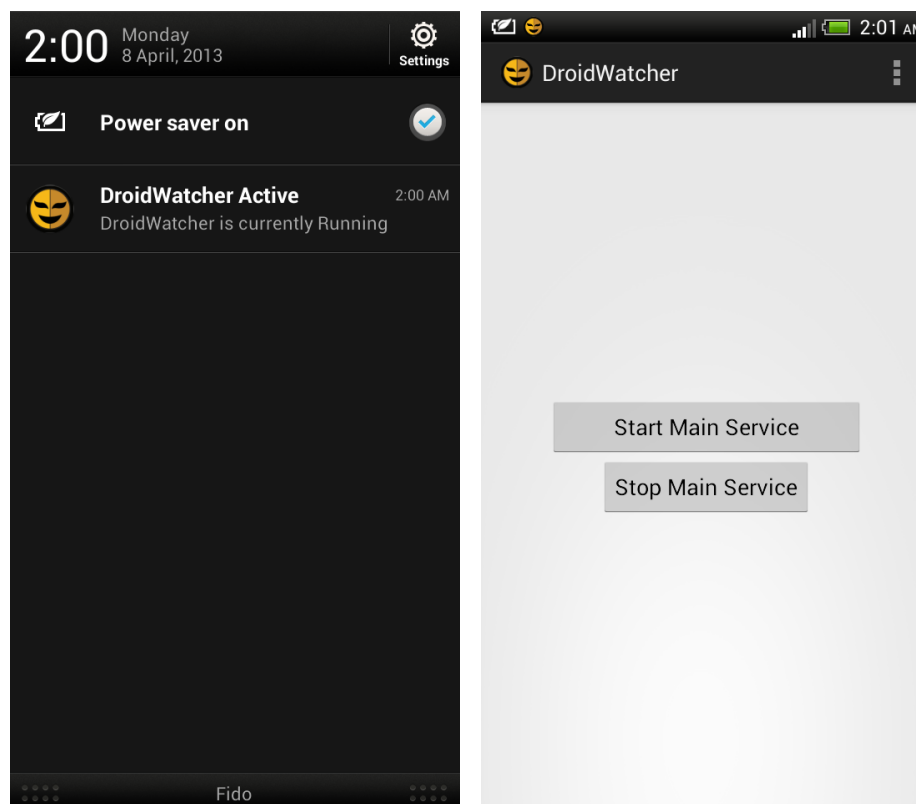 2:00
Monday
8 April, 2013
Settings
Power saver on
DroidWatcher Active
2:00 AM
DroidWatcher is currently Running
Fido
2:01 AM
DroidWatcher
Start Main Service
Stop Main Service